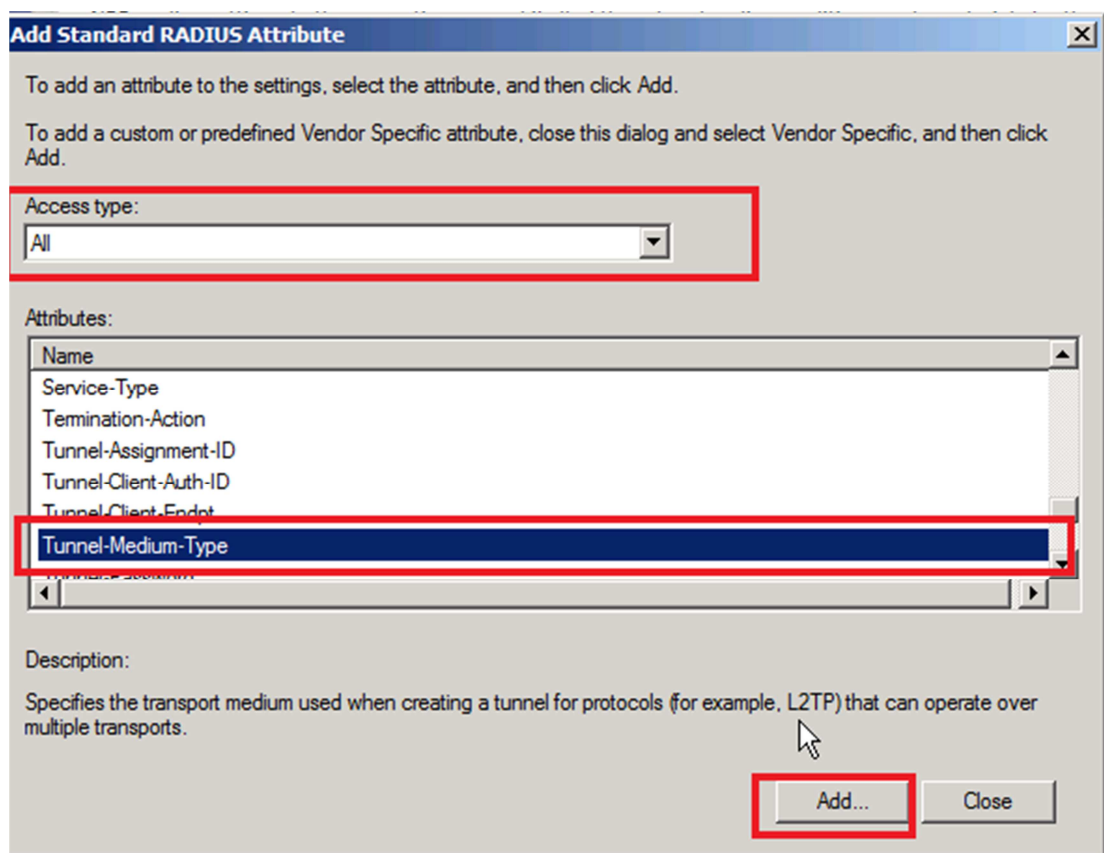 Add Standard RADIUS Attribute
To add an attribute to the settings, select the attribute, and then click Add.
To add a custom or predefined Vendor Specific attribute, close this dialog and select Vendor Specific, and then click
Add.
Access type:
All
Attributes:
Name
Service-Type
Termination-Action
Tunnel-Assignment-ID
Tunnel-Client-Auth-ID
Tunnel-Client-Endpt
Tunnel-Medium-Type
Description:
Specifies the transport medium used when creating a tunnel for protocols (for example, L2TP) that can operate over
multiple transports.
Add...
Close